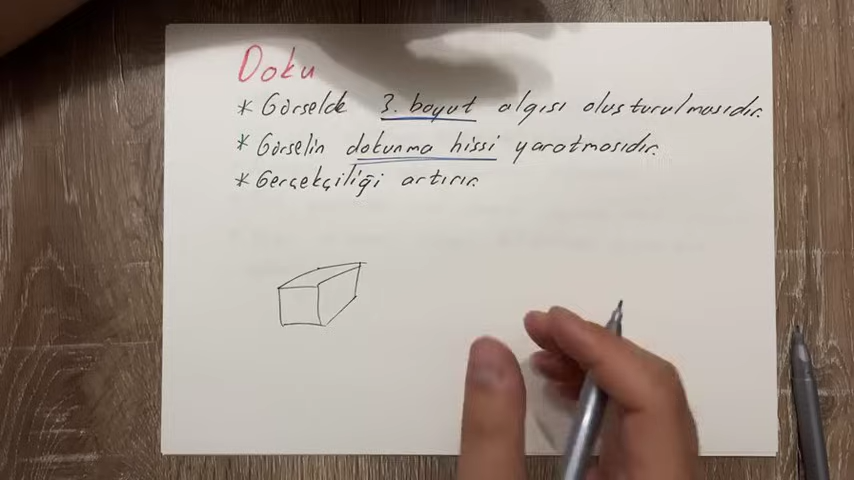 Doku
* Görselde 3. boyut algısı oluşturulmasıdır.
* Görselin dokunma hissi yaratmasıdır.
* Gerçekçiliği artırır.